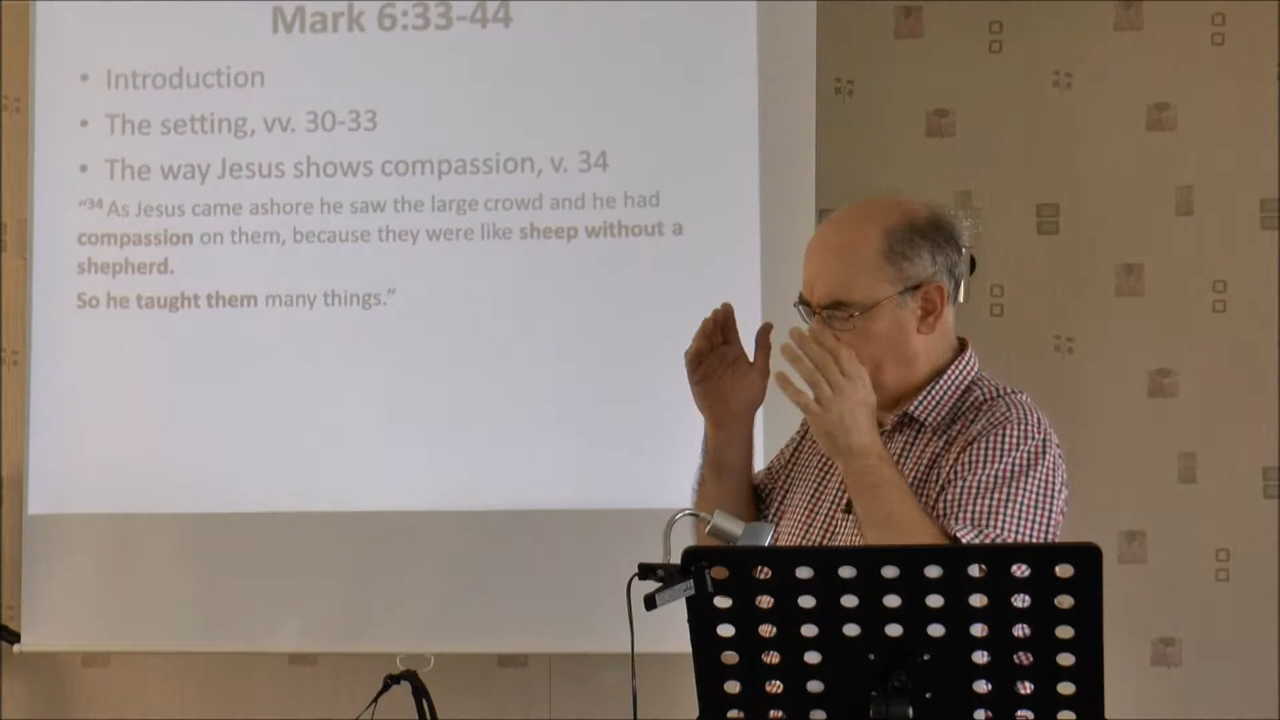 Mark 6:33-44
• Introduction
• The setting, vv. 30-33
• The way Jesus shows compassion, v. 34
“34 As Jesus came ashore he saw the large crowd and he had
compassion on them, because they were like sheep without a
shepherd.
So he taught them many things.”